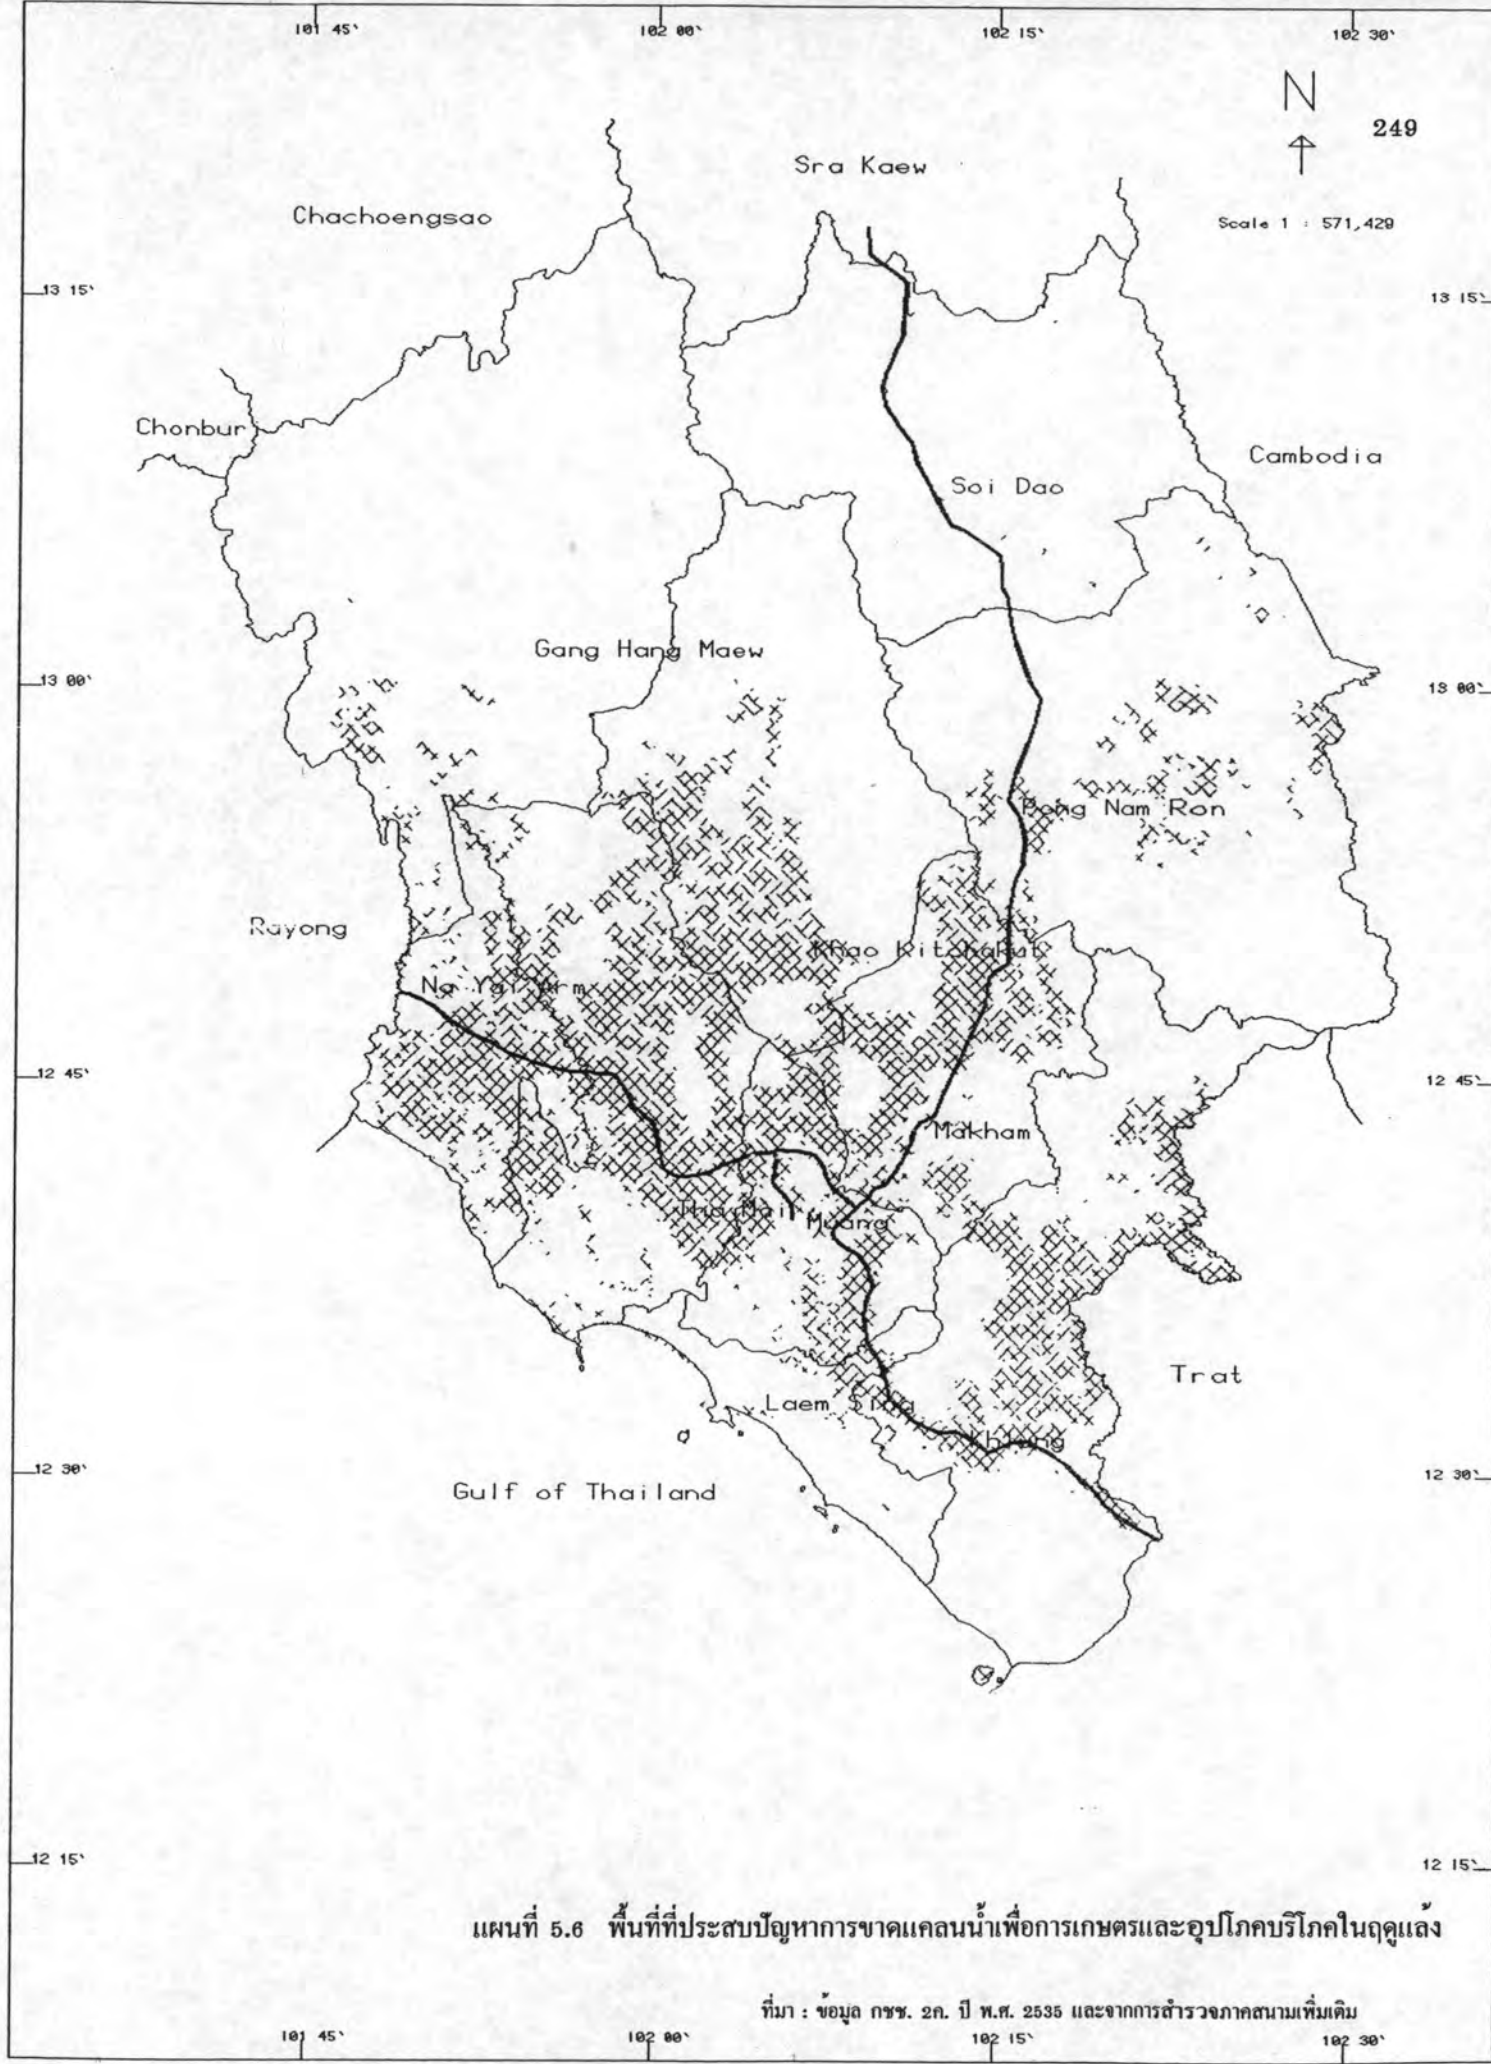 101 45` 102 00` 102 15` 102 30`
N
249
Sra Kaew
Chachoengsao
Scale 1 : 571,429
13 15` 13 15`
Chonbur
Cambodia
Soi Dao
Gang Hang Maew
13 00` 13 00`
Pong Nam Ron
Rayong
Khao Kitchakut
Na Yai Arm
12 45` 12 45`
Makham
Tha Mai Muang
Trat
Laem Sing
Khlung
12 30` 12 30`
Gulf of Thailand
12 15` 12 15`
แผนที่ 5.6 พื้นที่ที่ประสบปัญหาการขาดแคลนน้ำเพื่อการเกษตรและอุปโภคบริโภคในฤดูแล้ง
ที่มา : ข้อมูล กชช. 2ค. ปี พ.ศ. 2535 และจากการสำรวจภาคสนามเพิ่มเติม
101 45` 102 00` 102 15` 102 30`